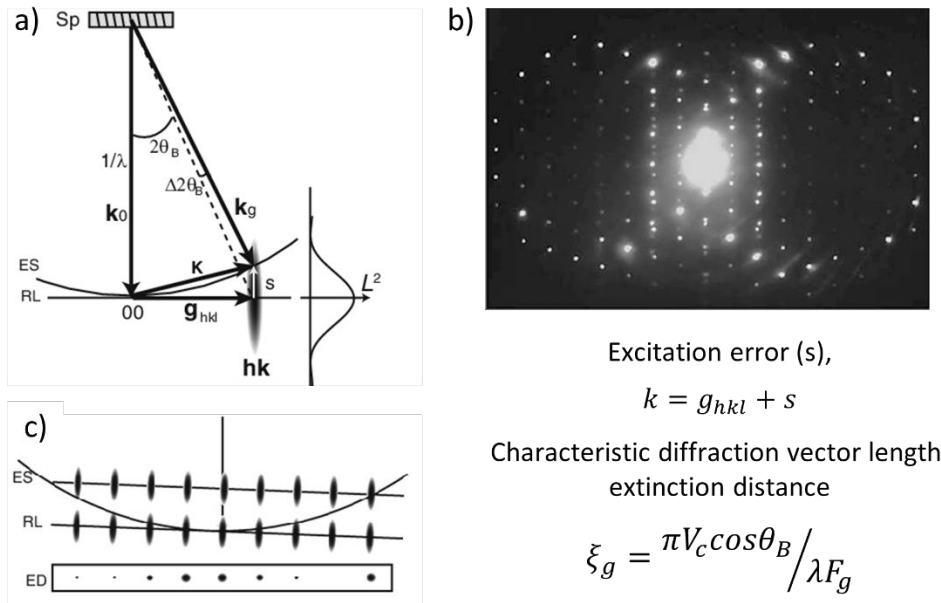 a)
Sp
1/λ
2θB
Δ2θB
k0
kg
ES
K
s
RL
00
ghkl
L²
hk
b)
Excitation error (s),
k = ghkl + s
Characteristic diffraction vector length
extinction distance
ξg = πVccosθB/λFg
c)
ES
RL
ED